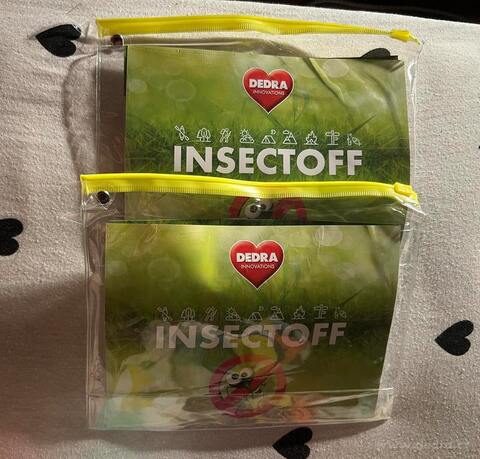 DEDRA
INNOVATIONS
INSECTOFF
DEDRA
INNOVATIONS
INSECTOFF